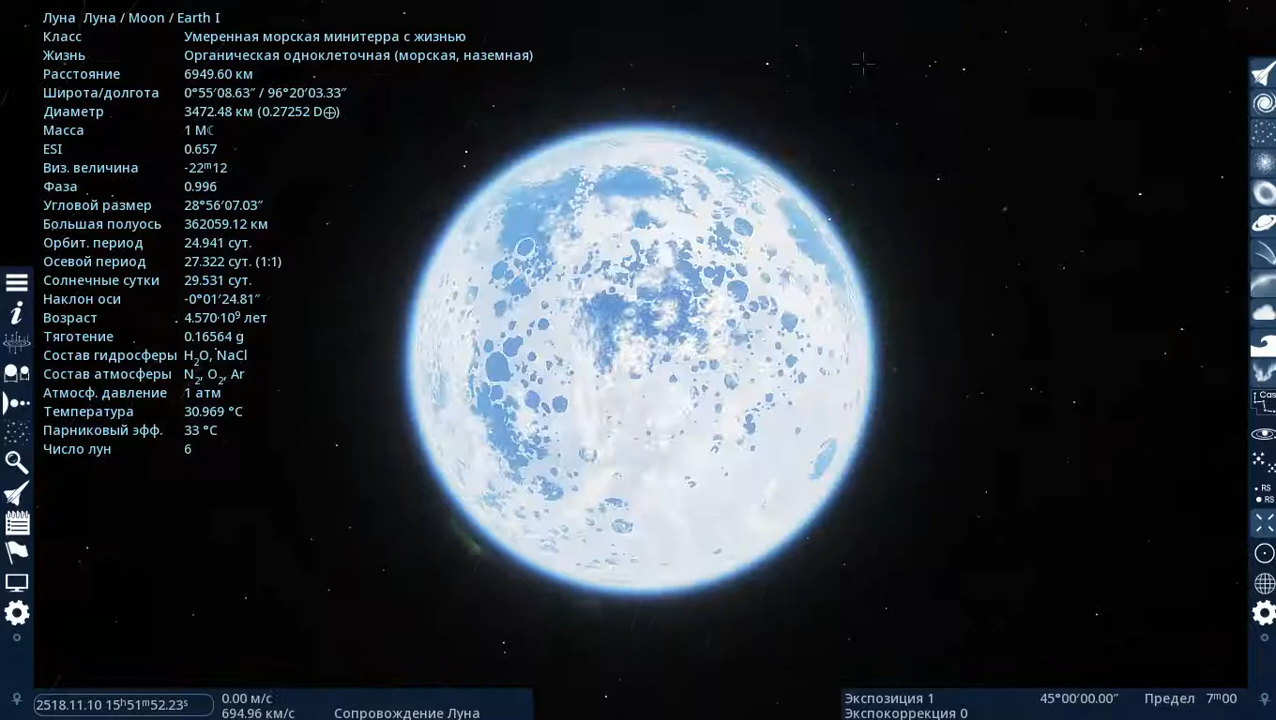 Луна Луна / Moon / Earth I
Класс Умеренная морская минитерра с жизнью
Жизнь Органическая одноклеточная (морская, наземная)
Расстояние 6949.60 км
Широта/долгота 0°55′08.63″ / 96°20′03.33″
Диаметр 3472.48 км (0.27252 D⊕)
Масса 1 M☾
ESI 0.657
Виз. величина -22ᵐ12
Фаза 0.996
Угловой размер 28°56′07.03″
Большая полуось 362059.12 км
Орбит. период 24.941 сут.
Осевой период 27.322 сут. (1:1)
Солнечные сутки 29.531 сут.
Наклон оси -0°01′24.81″
Возраст 4.570·10⁹ лет
Тяготение 0.16564 g
Состав гидросферы H₂O, NaCl
Состав атмосферы N₂, O₂, Ar
Атмосф. давление 1 атм
Температура 30.969 °C
Парниковый эфф. 33 °C
Число лун 6
Cas
RS
RS
2518.11.10 15ʰ51ᵐ52.23ˢ
0.00 м/с
694.96 км/с Сопровождение Луна
Экспозиция 1 45°00′00.00″ Предел 7ᵐ00
Экспокоррекция 0